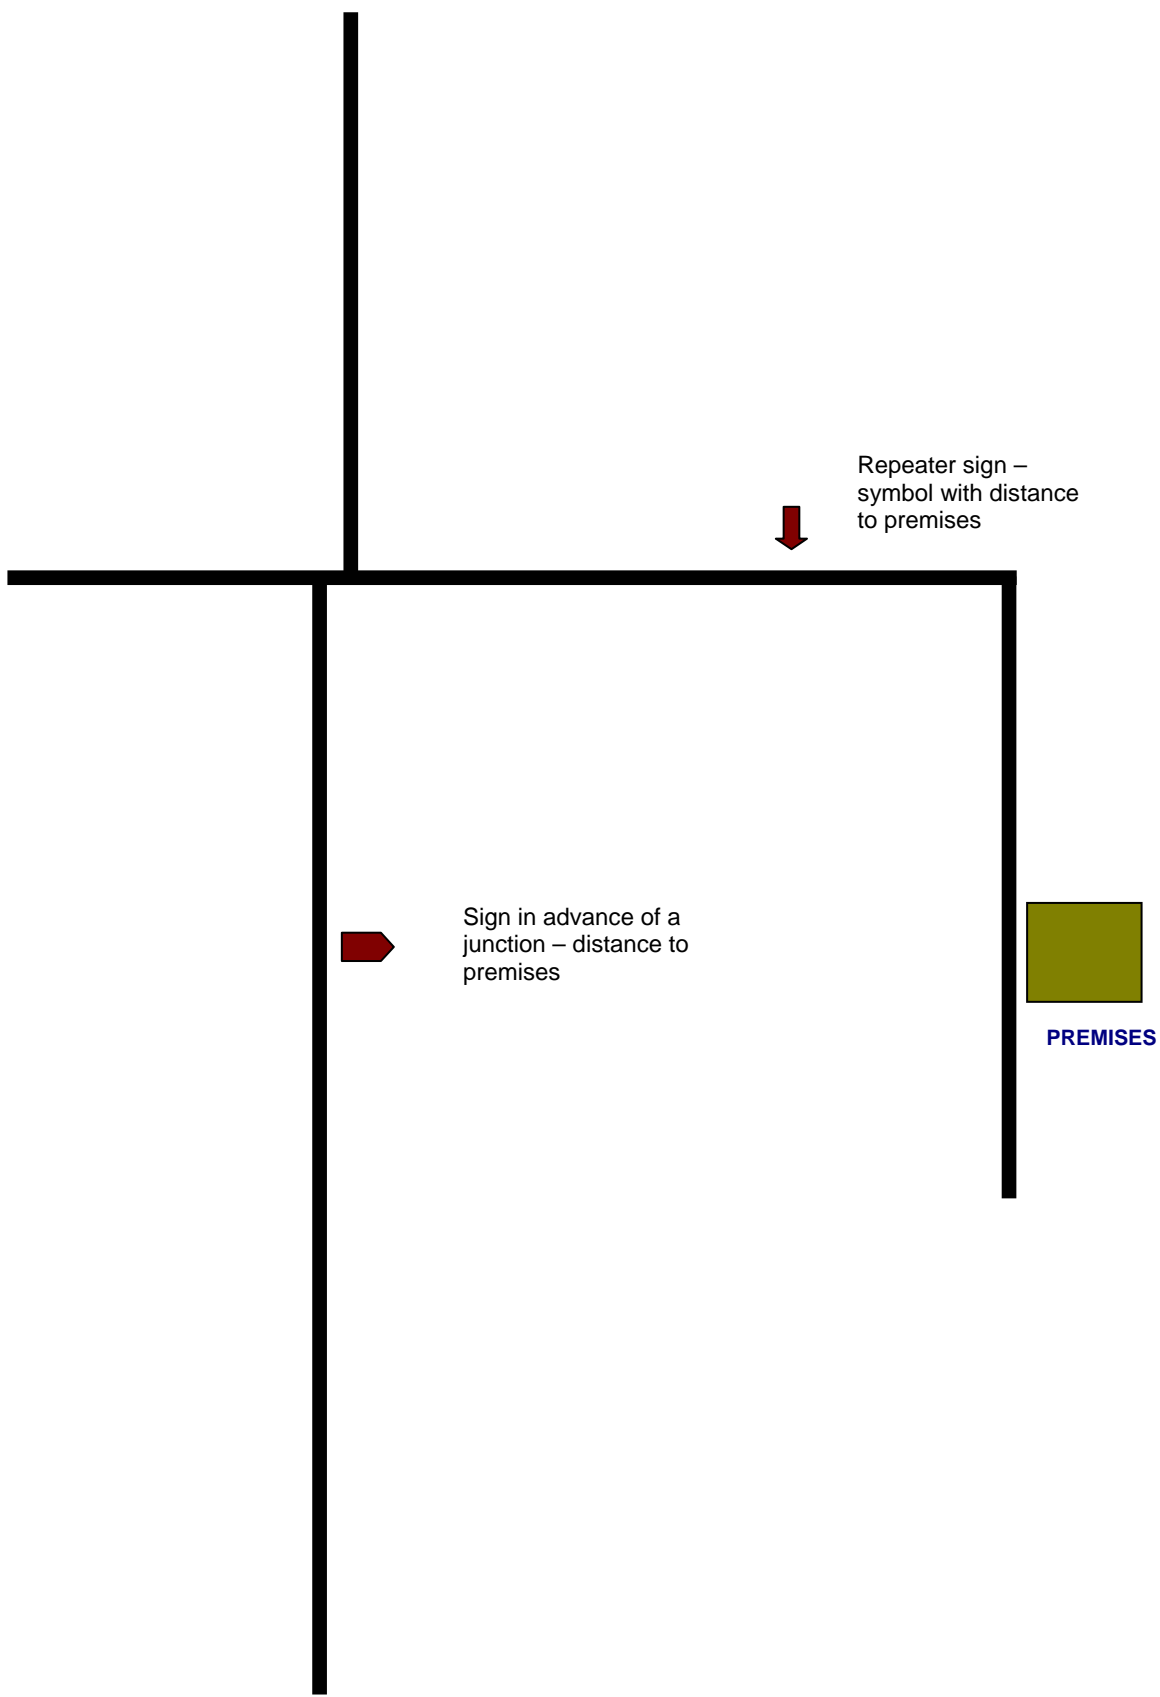 Repeater sign –
symbol with distance
to premises
Sign in advance of a
junction – distance to
premises
PREMISES